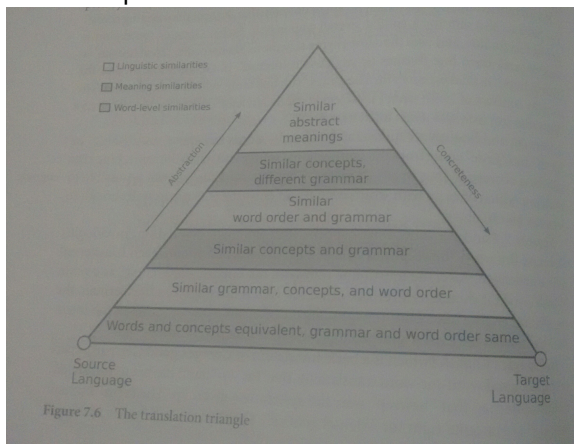 Linguistic similarities
Meaning similarities
Word-level similarities
Similar
abstract
meanings
Abstraction
Concreteness
Similar concepts,
different grammar
Similar
word order and grammar
Similar concepts and grammar
Similar grammar, concepts, and word order
Words and concepts equivalent, grammar and word order same
Source
Language
Target
Language
Figure 7.6 The translation triangle